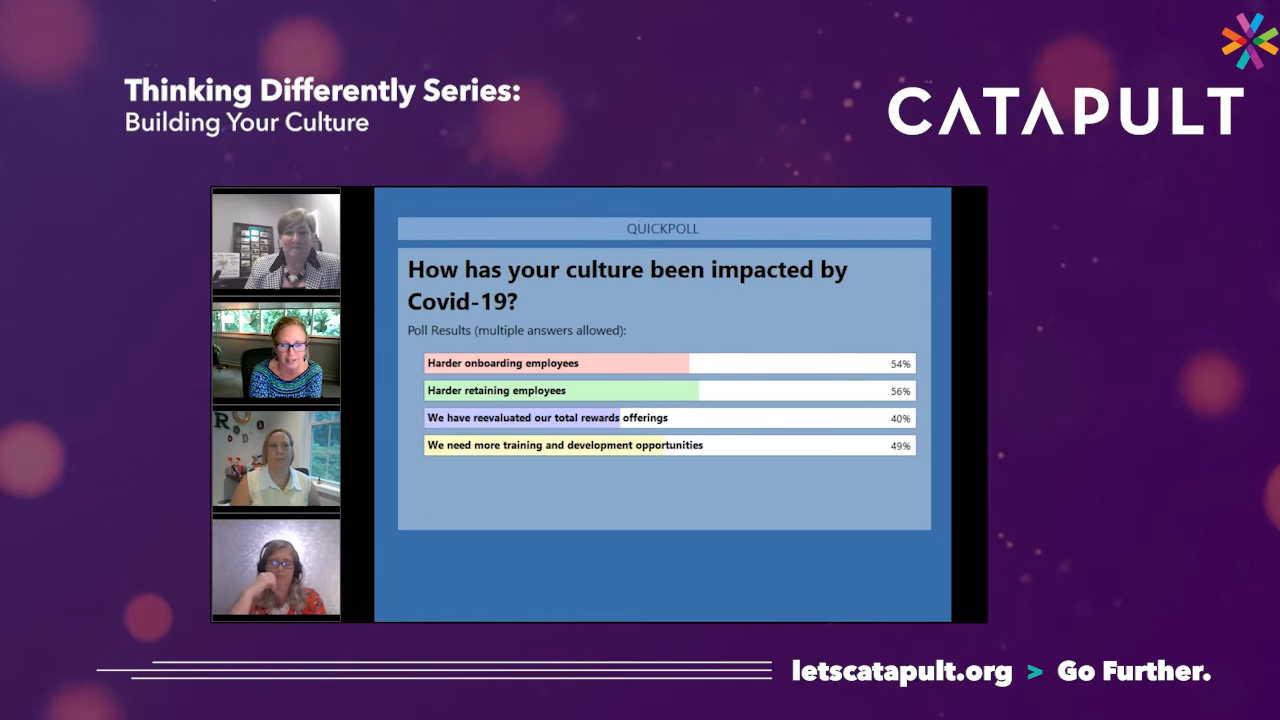 Thinking Differently Series:
Building Your Culture
CATAPULT
QUICKPOLL
How has your culture been impacted by
Covid-19?
Poll Results (multiple answers allowed):
Harder onboarding employees 54%
Harder retaining employees 56%
We have reevaluated our total rewards offerings 40%
We need more training and development opportunities 49%
letscatapult.org > Go Further.